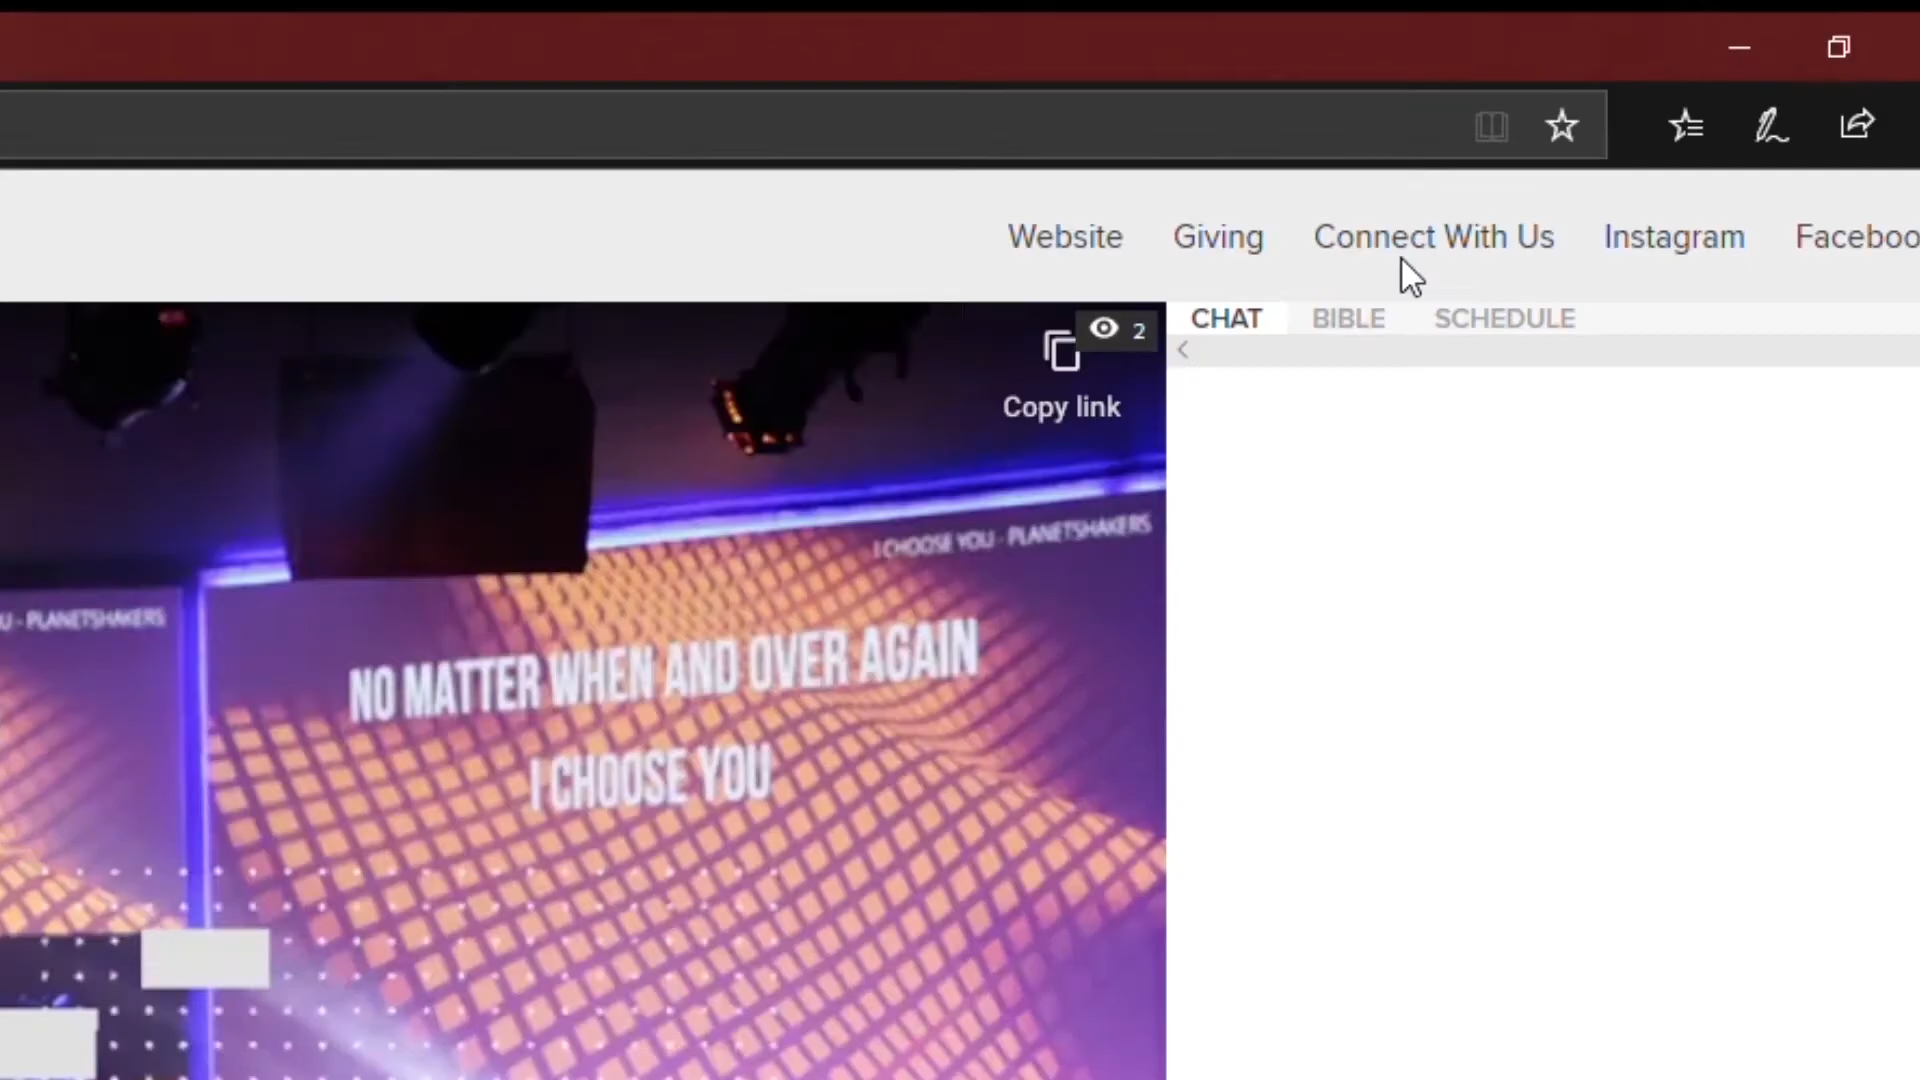 Website Giving Connect With Us Instagram Faceboo
CHAT BIBLE SCHEDULE
2
Copy link
I CHOOSE YOU - PLANETSHAKERS
U - PLANETSHAKERS
NO MATTER WHEN AND OVER AGAIN
I CHOOSE YOU